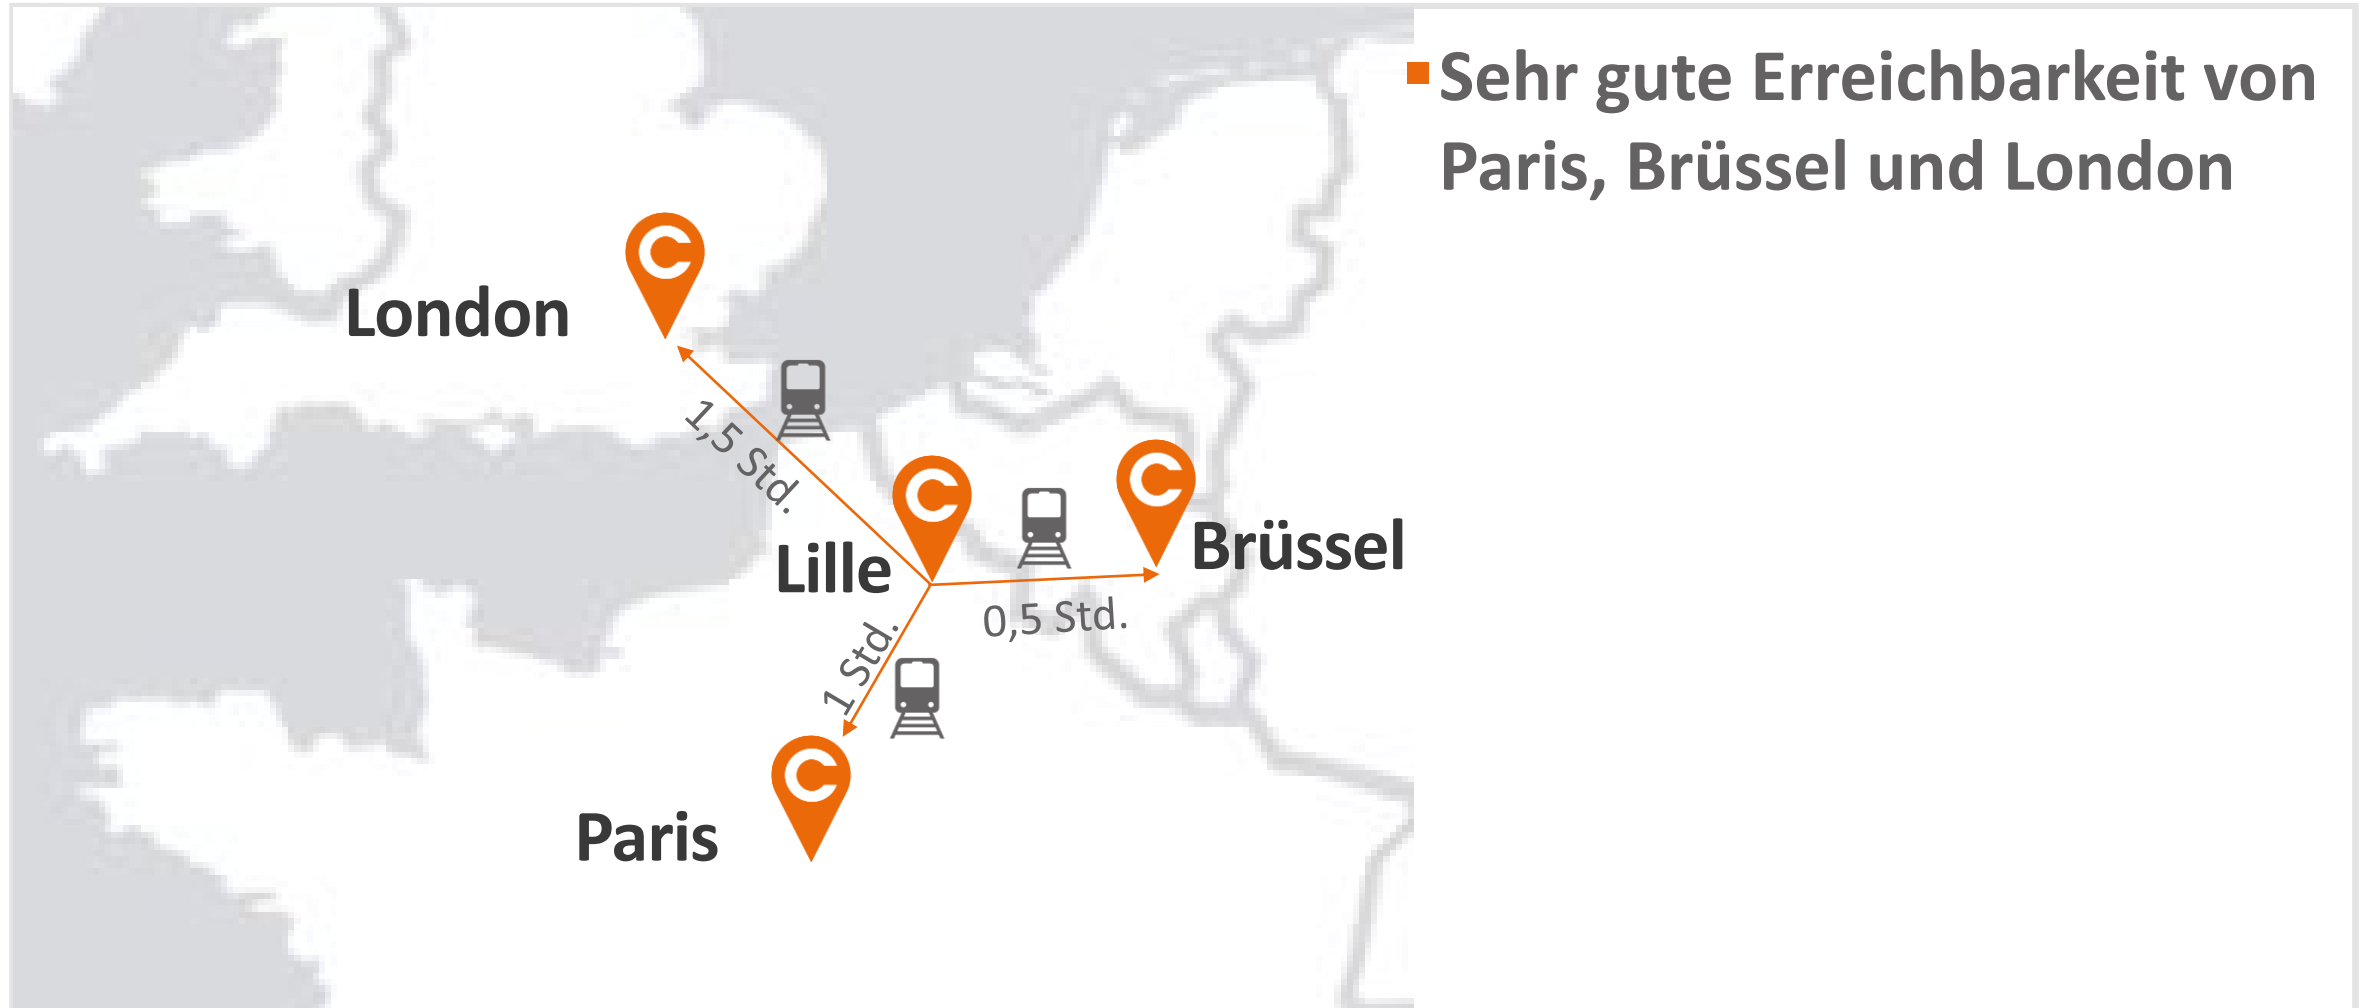 Sehr gute Erreichbarkeit von
Paris, Brüssel und London
London
1,5 Std.
Lille
Brüssel
0,5 Std.
1 Std.
Paris